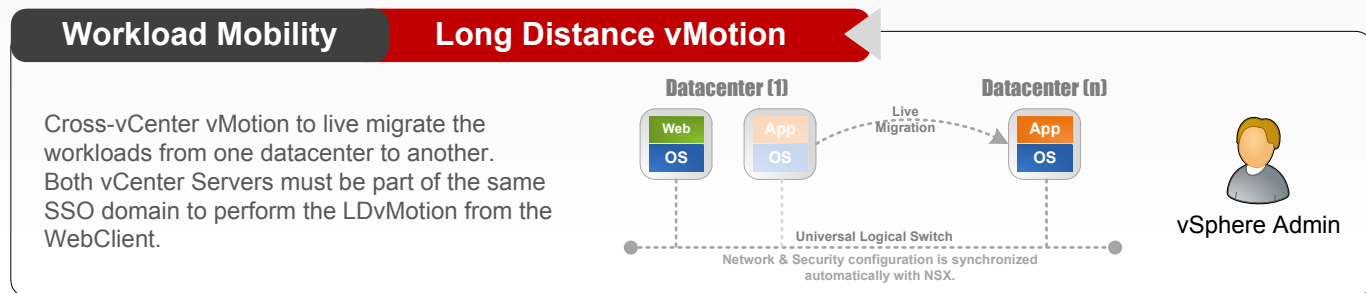 Workload Mobility
Long Distance vMotion
Cross-vCenter vMotion to live migrate the
workloads from one datacenter to another.
Both vCenter Servers must be part of the same
SSO domain to perform the LDvMotion from the
WebClient.
Datacenter (1)
Datacenter (n)
Web
OS
App
OS
Live
Migration
App
OS
Universal Logical Switch
Network & Security configuration is synchronized
automatically with NSX.
vSphere Admin